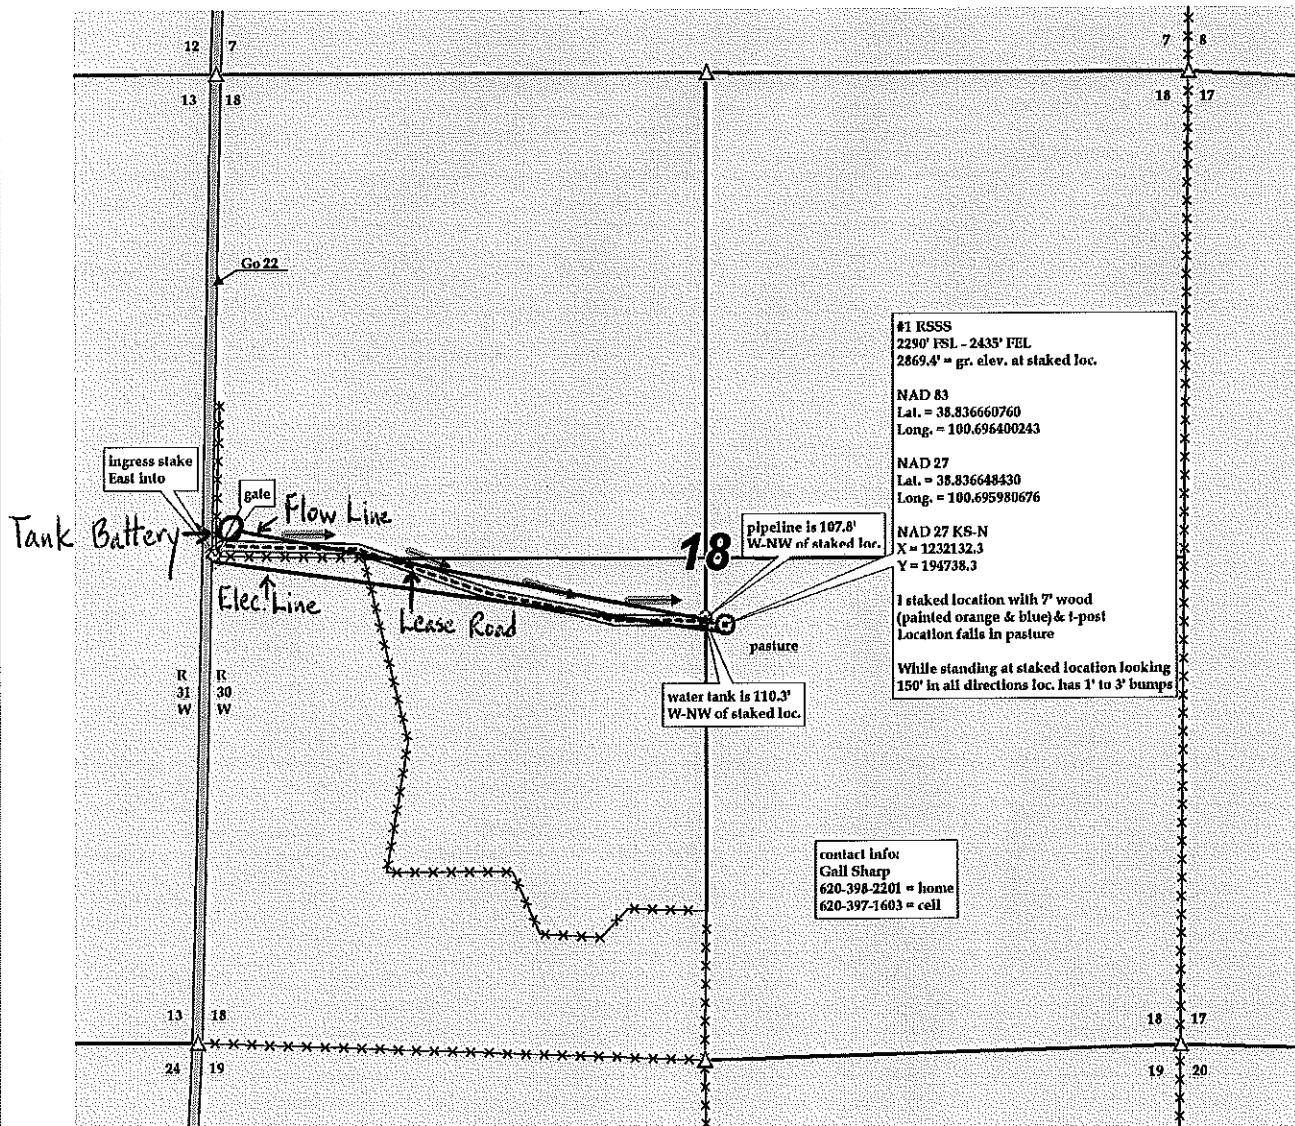 12 7
7 8
13 18
18 17
Go 22
#1 RSSS
2290' FSL - 2435' FEL
2869.4' = gr. elev. at staked loc.
NAD 83
Lat. = 38.836660760
Long. = 100.696400243
NAD 27
Lat. = 38.836648430
Long. = 100.695980676
NAD 27 KS-N
X = 1232132.3
Y = 194738.3
I staked location with 7' wood
(painted orange & blue) & t-post
Location falls in pasture
While standing at staked location looking
150' in all directions loc. has 1' to 3' bumps
ingress stake
East into
gate
Flow Line
Tank Battery
pipeline is 107.8'
W-NW of staked loc.
18
Elec. Line
Lease Road
pasture
R R
31 30
W W
water tank is 110.3'
W-NW of staked loc.
contact info:
Gail Sharp
620-398-2201 = home
620-397-1603 = cell
13 18
18 17
24 19
19 20